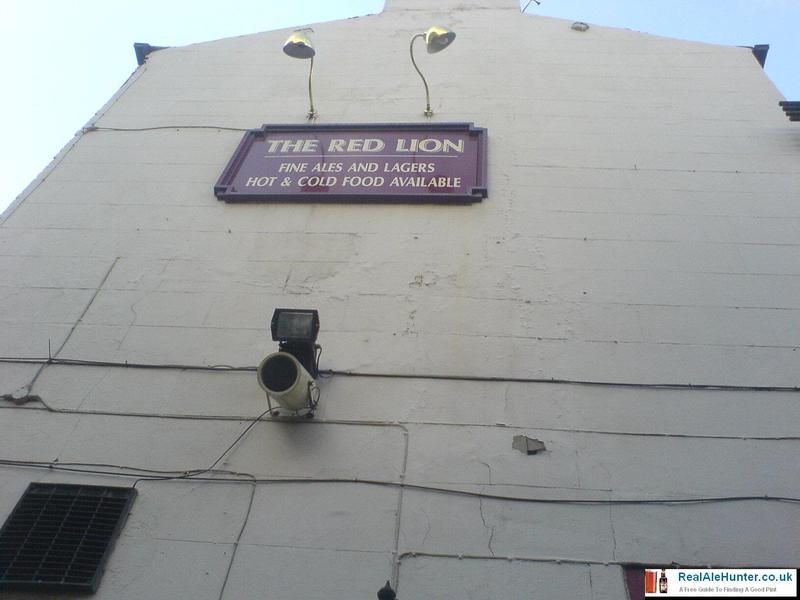 THE RED LION
FINE ALES AND LAGERS
HOT & COLD FOOD AVAILABLE
RealAleHunter.co.uk
A Free Guide To Finding A Good Pint